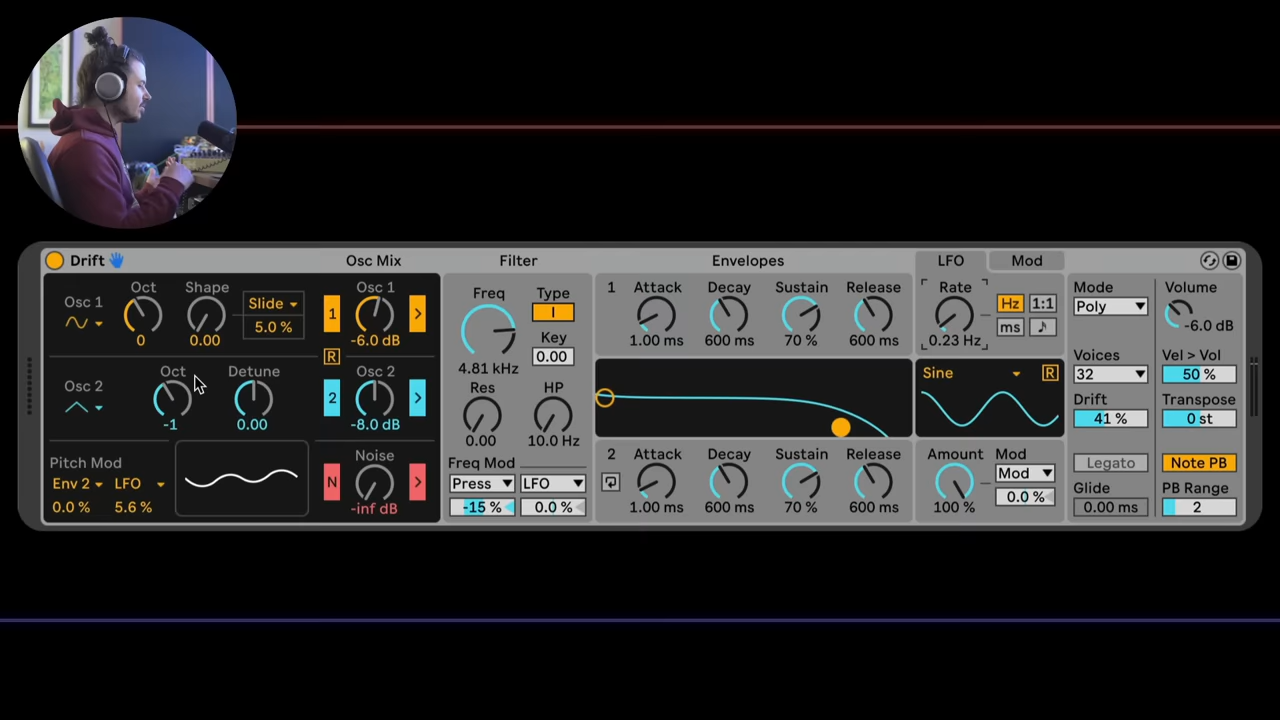 Drift
Osc Mix
Filter
Envelopes
LFO
Mod
Osc 1
Oct
0
Shape
0.00
Slide
5.0 %
1
Osc 1
-6.0 dB
R
Osc 2
Oct
-1
Detune
0.00
2
Osc 2
-8.0 dB
Pitch Mod
Env 2
LFO
0.0 %
5.6 %
N
Noise
-inf dB
Freq
4.81 kHz
Type
I
Key
0.00
Res
0.00
HP
10.0 Hz
Freq Mod
Press
LFO
-15 %
0.0 %
1
Attack
1.00 ms
Decay
600 ms
Sustain
70 %
Release
600 ms
2
Attack
1.00 ms
Decay
600 ms
Sustain
70 %
Release
600 ms
Rate
0.23 Hz
Hz
1:1
ms
Sine
R
Amount
100 %
Mod
Mod
0.0 %
Mode
Poly
Voices
32
Drift
41 %
Legato
Glide
0.00 ms
Volume
-6.0 dB
Vel > Vol
50 %
Transpose
0 st
Note PB
PB Range
2